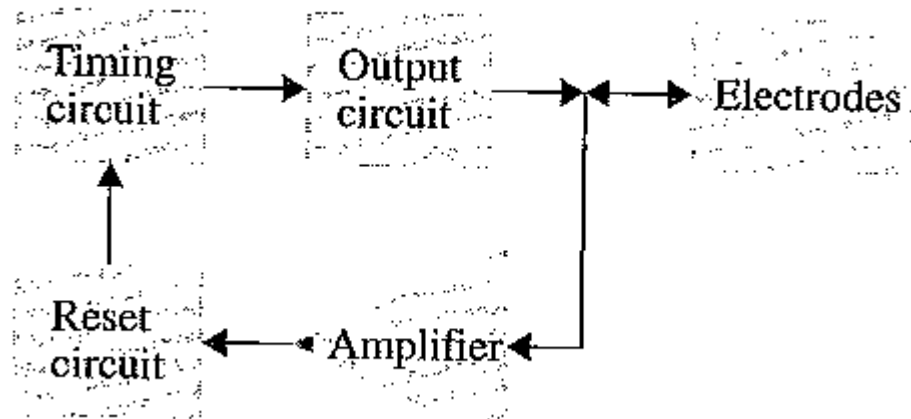 Timing
circuit
Output
circuit
Electrodes
Reset
circuit
Amplifier